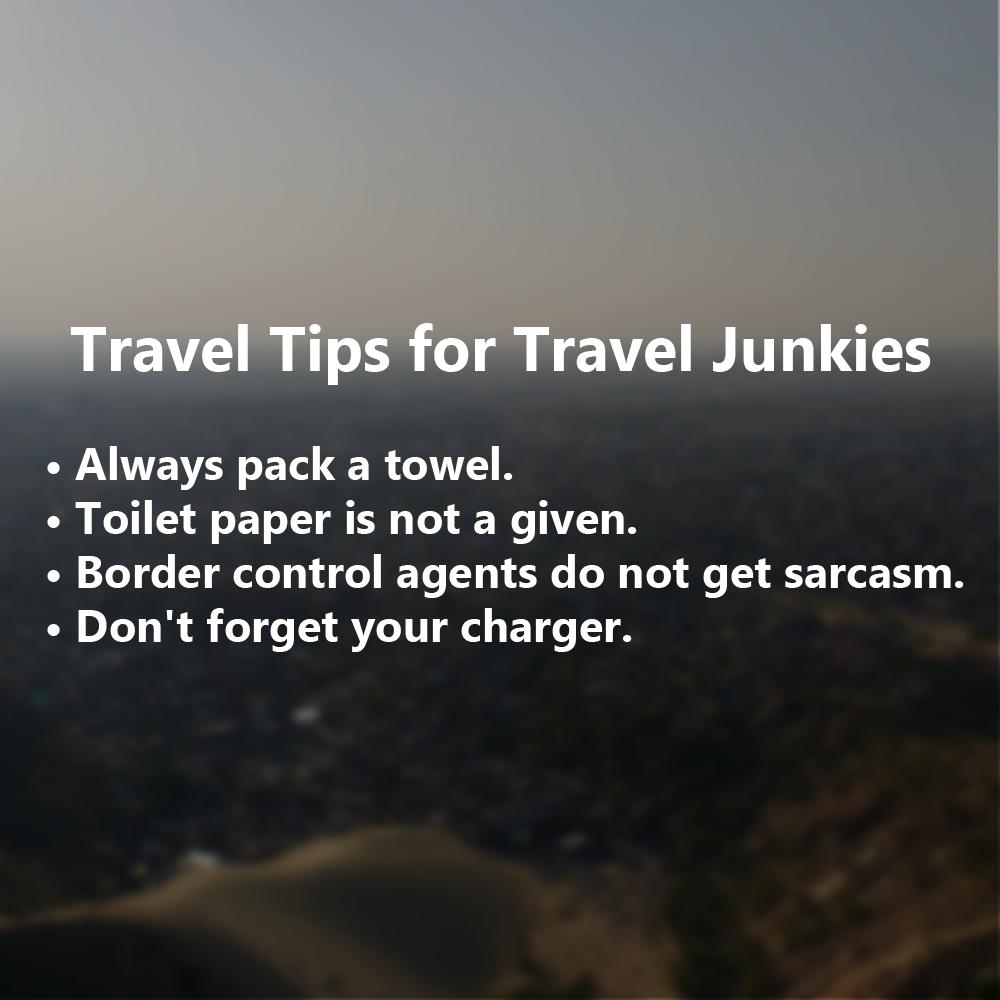 Travel Tips for Travel Junkies
• Always pack a towel.
• Toilet paper is not a given.
• Border control agents do not get sarcasm.
• Don't forget your charger.